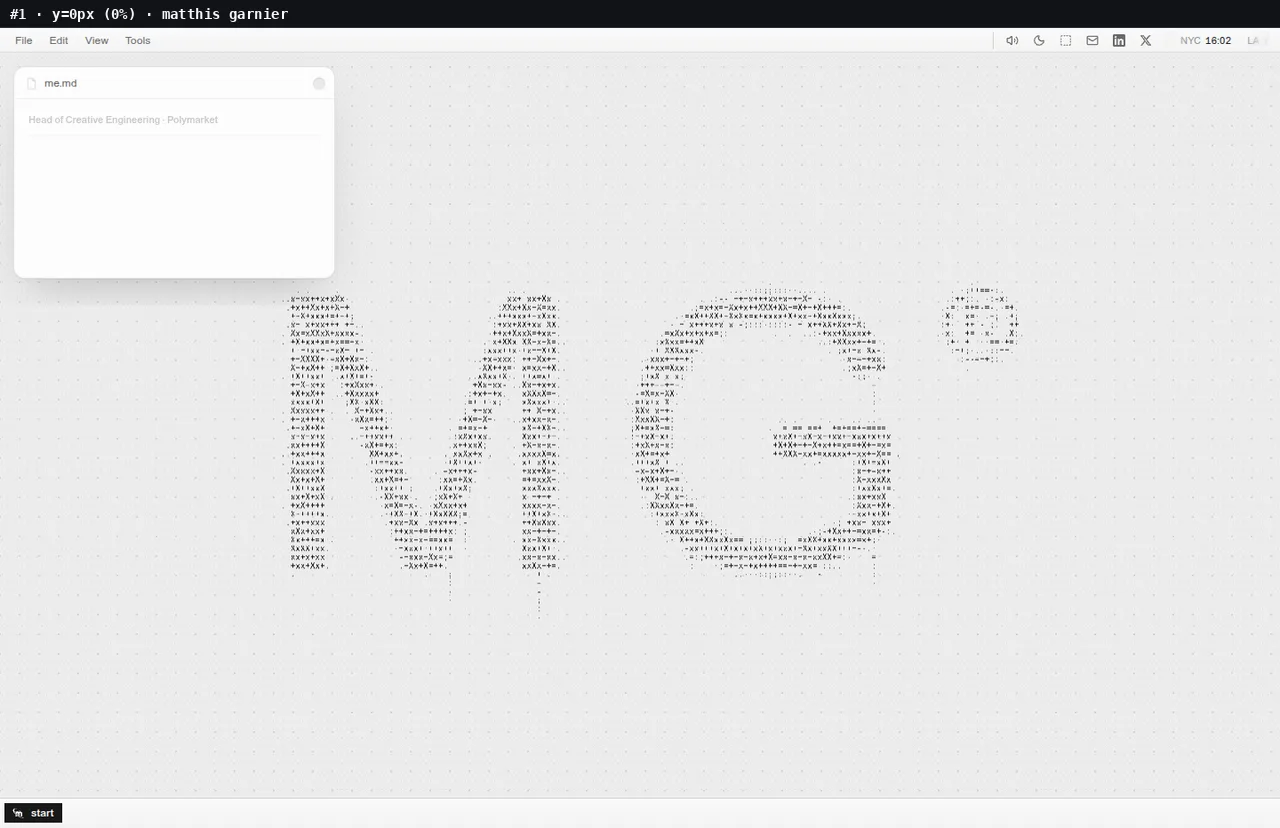 #1 · y=0px (0%) · matthis garnier
File Edit View Tools
NYC 16:02 LA
me.md
Head of Creative Engineering · Polymarket
MG°
start